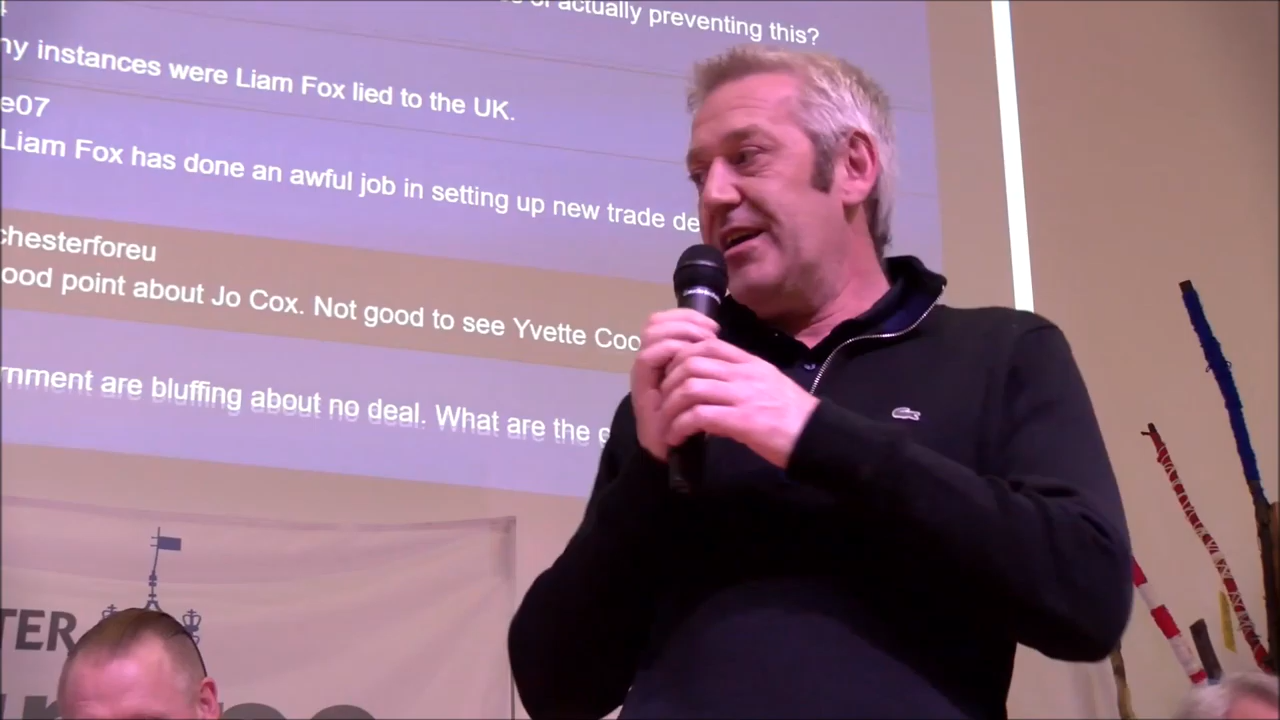 actually preventing this?
ny instances were Liam Fox lied to the UK.
e07
Liam Fox has done an awful job in setting up new trade de
chesterforeu
ood point about Jo Cox. Not good to see Yvette Coo
rnment are bluffing about no deal. What are the g
TER